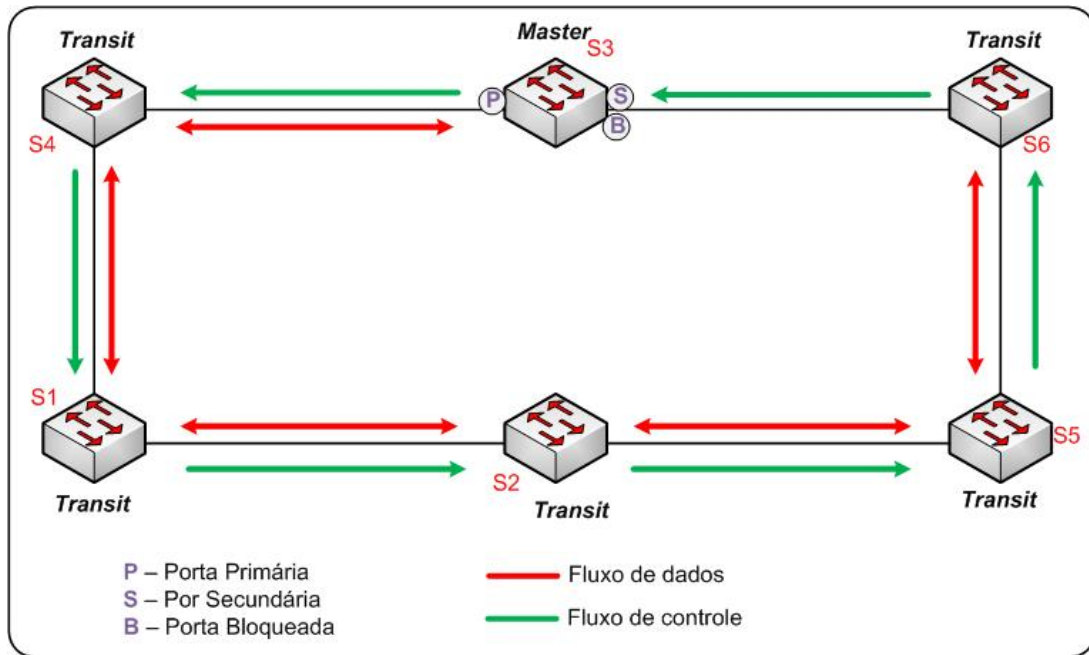 Transit
Master
S3
Transit
P
S
B
S4
S6
S1
S2
S5
Transit
Transit
Transit
P – Porta Primária
S – Por Secundária
B – Porta Bloqueada
Fluxo de dados
Fluxo de controle